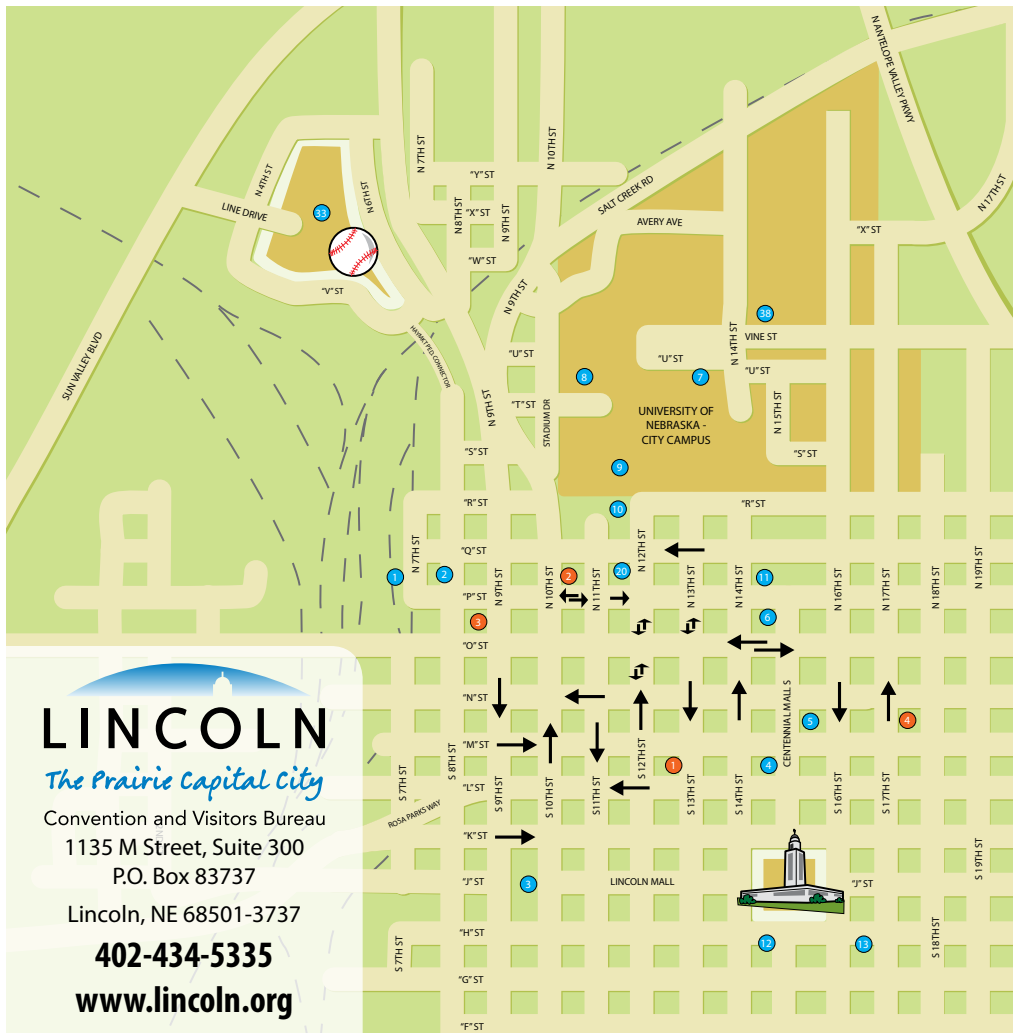 N ANTELOPE VALLEY PKWY
N 7TH ST
N 10TH ST
N 4TH ST
"Y" ST
SALT CREEK RD
N 17TH ST
N 6TH ST
LINE DRIVE
33
N 8TH ST
"X" ST
N 9TH ST
AVERY AVE
"X" ST
"W" ST
"V" ST
N 9TH ST
38
HAYMKT PED CONNECTOR
N 14TH ST
VINE ST
SUN VALLEY BLVD
"U" ST
"U" ST
"U" ST
8
7
N 9TH ST
"T" ST
STADIUM DR
UNIVERSITY OF
NEBRASKA -
CITY CAMPUS
N 15TH ST
"S" ST
"S" ST
9
"R" ST
10
"R" ST
N 7TH ST
"Q" ST
N 12TH ST
1
2
N 9TH ST
N 10TH ST
2
N 11TH ST
20
N 13TH ST
N 14TH ST
11
N 16TH ST
N 17TH ST
N 18TH ST
N 19TH ST
"P" ST
3
6
"O" ST
"N" ST
CENTENNIAL MALL S
5
4
"M" ST
S 8TH ST
S 12TH ST
1
4
S 7TH ST
"L" ST
S 9TH ST
S 10TH ST
S11TH ST
S 13TH ST
S 14TH ST
S 16TH ST
S 17TH ST
ROSA PARKS WAY
"K" ST
"J" ST
3
LINCOLN MALL
"J" ST
S 19TH ST
"H" ST
12
13
S 7TH ST
S 18TH ST
"G" ST
"F" ST
LINCOLN
The Prairie Capital City
Convention and Visitors Bureau
1135 M Street, Suite 300
P.O. Box 83737
Lincoln, NE 68501-3737
402-434-5335
www.lincoln.org